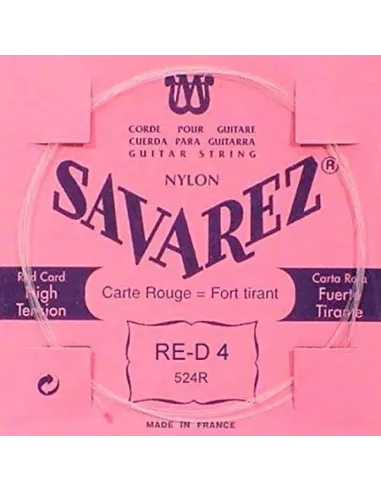 CORDE POUR GUITARE
CUERDA PARA GUITARRA
GUITAR STRING
NYLON
SAVAREZ®
Red Card
High
Tension
Carte Rouge = Fort tirant
Carta Roja
Fuerte
Tirante
RE-D 4
524R
MADE IN FRANCE